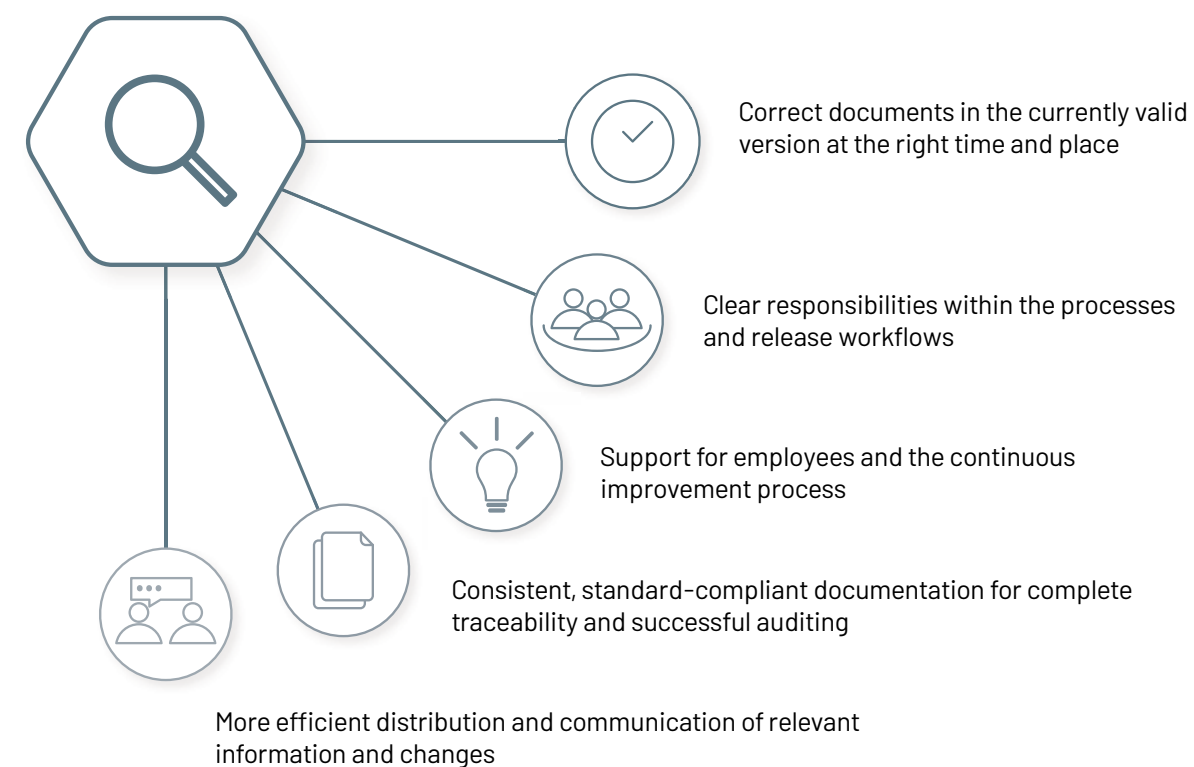 Correct documents in the currently valid
version at the right time and place
Clear responsibilities within the processes
and release workflows
Support for employees and the continuous
improvement process
Consistent, standard-compliant documentation for complete
traceability and successful auditing
More efficient distribution and communication of relevant
information and changes